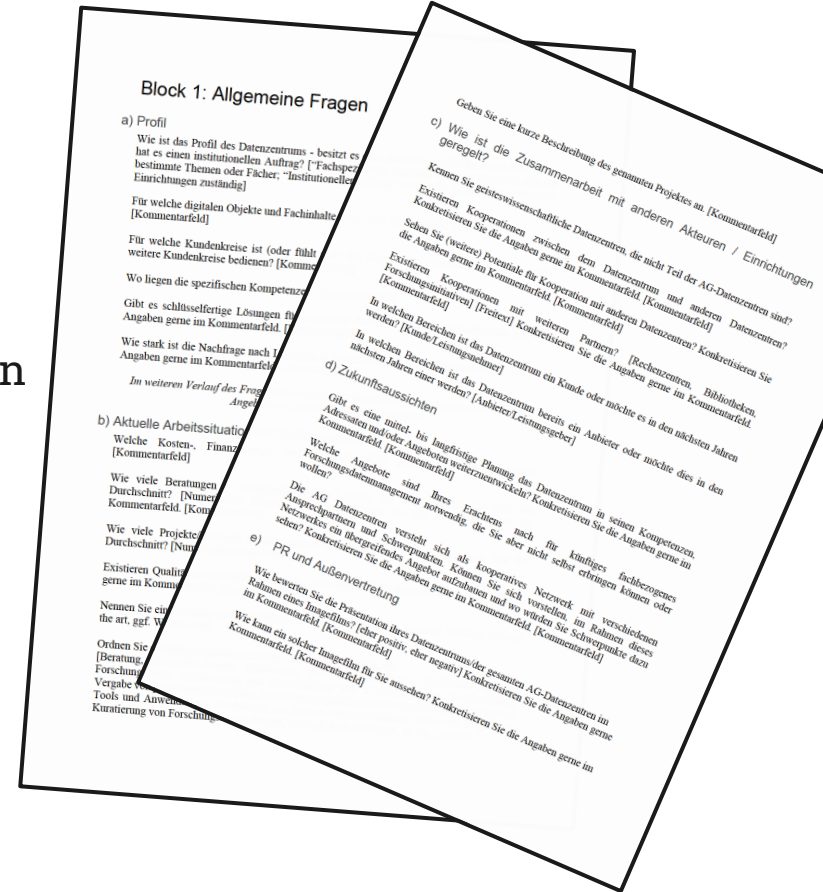 n
Block 1: Allgemeine Fragen
a) Profil
Wie ist das Profil des Datenzentrums - besitzt es
hat es einen institutionellen Auftrag? ["Fachspez
bestimmte Themen oder Fächer; "Institutioneller
Einrichtungen zuständig]
Für welche digitalen Objekte und Fachinhalte
[Kommentarfeld]
Für welche Kundenkreise ist (oder fühlt
weitere Kundenkreise bedienen? [Komme
Wo liegen die spezifischen Kompetenze
Gibt es schlüsselfertige Lösungen fü
Angaben gerne im Kommentarfeld. [
Wie stark ist die Nachfrage nach
Angaben gerne im Kommentarfeld
Im weiteren Verlauf des Frag
Angeb
b) Aktuelle Arbeitssituatio
Welche Kosten-, Finanz
[Kommentarfeld]
Wie viele Beratungen
Durchschnitt? [Numer
Kommentarfeld. [Kom
Wie viele Projekte
Durchschnitt? [Num
Existieren Qualitä
gerne im Komme
Nennen Sie ein
the art, ggf. W
Ordnen Sie
[Beratung,
Forschung
Vergabe v
Tools und Anwend
Kuratierung von Forschung
Geben Sie eine kurze Beschreibung des genannten Projektes an. [Kommentarfeld]
c) Wie ist die Zusammenarbeit mit anderen Akteuren / Einrichtungen
geregelt?
Kennen Sie geisteswissenschaftliche Datenzentren, die nicht Teil der AG-Datenzentren sind?
Existieren Kooperationen zwischen dem Datenzentrum und anderen Datenzentren?
Konkretisieren Sie die Angaben gerne im Kommentarfeld. [Kommentarfeld]
Sehen Sie (weitere) Potentiale für Kooperation mit anderen Datenzentren? Konkretisieren Sie
die Angaben gerne im Kommentarfeld. [Kommentarfeld]
Existieren Kooperationen mit weiteren Partnern? [Rechenzentren, Bibliotheken,
Forschungsinitiativen] [Freitext] Konkretisieren Sie die Angaben gerne im Kommentarfeld.
[Kommentarfeld]
In welchen Bereichen ist das Datenzentrum ein Kunde oder möchte es in den nächsten Jahren
werden? [Kunde/Leistungsnehmer]
In welchen Bereichen ist das Datenzentrum bereits ein Anbieter oder möchte dies in den
nächsten Jahren einer werden? [Anbieter/Leistungsgeber]
d) Zukunftsaussichten
Gibt es eine mittel- bis langfristige Planung das Datenzentrum in seinen Kompetenzen,
Adressaten und/oder Angeboten weiterzuentwickeln? Konkretisieren Sie die Angaben gerne im
Kommentarfeld. [Kommentarfeld]
Welche Angebote sind Ihres Erachtens nach für künftiges fachbezogenes
Forschungsdatenmanagement notwendig, die Sie aber nicht selbst erbringen können oder
wollen?
Die AG Datenzentren versteht sich als kooperatives Netzwerk mit verschiedenen
Ansprechpartnern und Schwerpunkten. Können Sie sich vorstellen, im Rahmen dieses
Netzwerkes ein übergreifendes Angebot aufzubauen und wo würden Sie Schwerpunkte dazu
sehen? Konkretisieren Sie die Angaben gerne im Kommentarfeld. [Kommentarfeld]
e) PR und Außenvertretung
Wie bewerten Sie die Präsentation ihres Datenzentrums/der gesamten AG-Datenzentren im
Rahmen eines Imagefilms? [eher positiv, eher negativ] Konkretisieren Sie die Angaben gerne
im Kommentarfeld. [Kommentarfeld]
Wie kann ein solcher Imagefilm für Sie aussehen? Konkretisieren Sie die Angaben gerne im
Kommentarfeld. [Kommentarfeld]